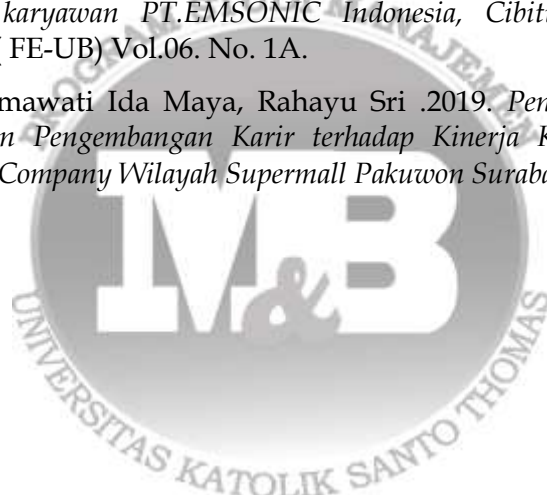 karyawan PT.EMSONIC Indonesia, Cibit
FE-UB) Vol.06. No. 1A.
mawati Ida Maya, Rahayu Sri .2019. Pen
n Pengembangan Karir terhadap Kinerja K
Company Wilayah Supermall Pakuwon Surab
M&B
UNIVERSITAS KATOLIK SANTO THOMAS